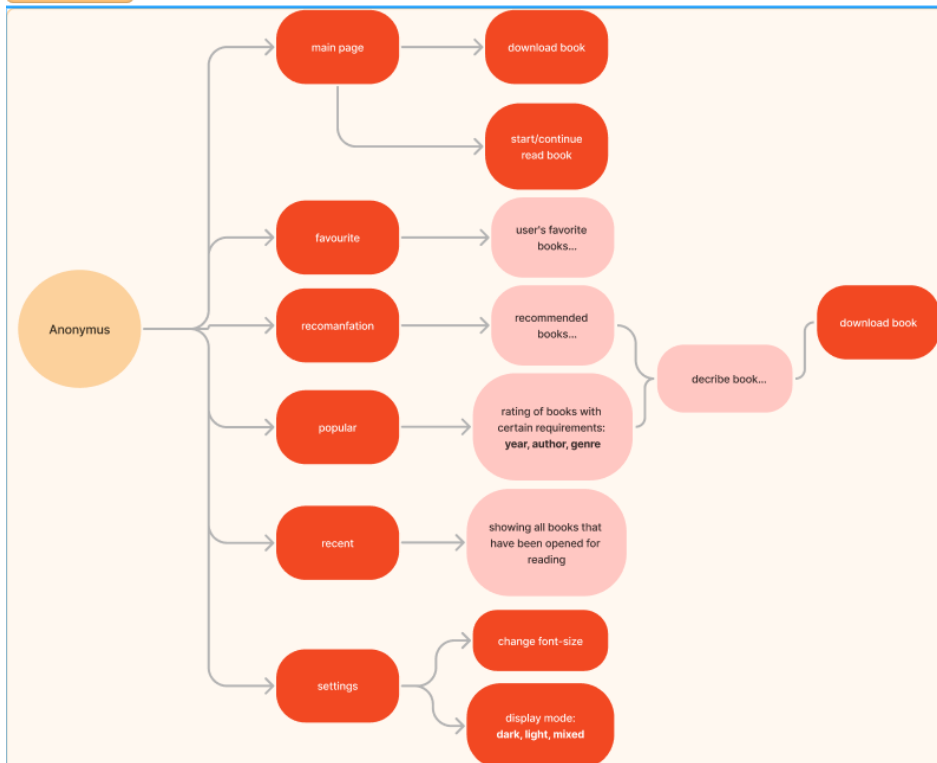 main page
download book
start/continue
read book
favourite
user's favorite
books...
Anonymus
recomanfation
recommended
books...
download book
decribe book...
popular
rating of books with
certain requirements:
year, author, genre
recent
showing all books that
have been opened for
reading
settings
change font-size
display mode:
dark, light, mixed